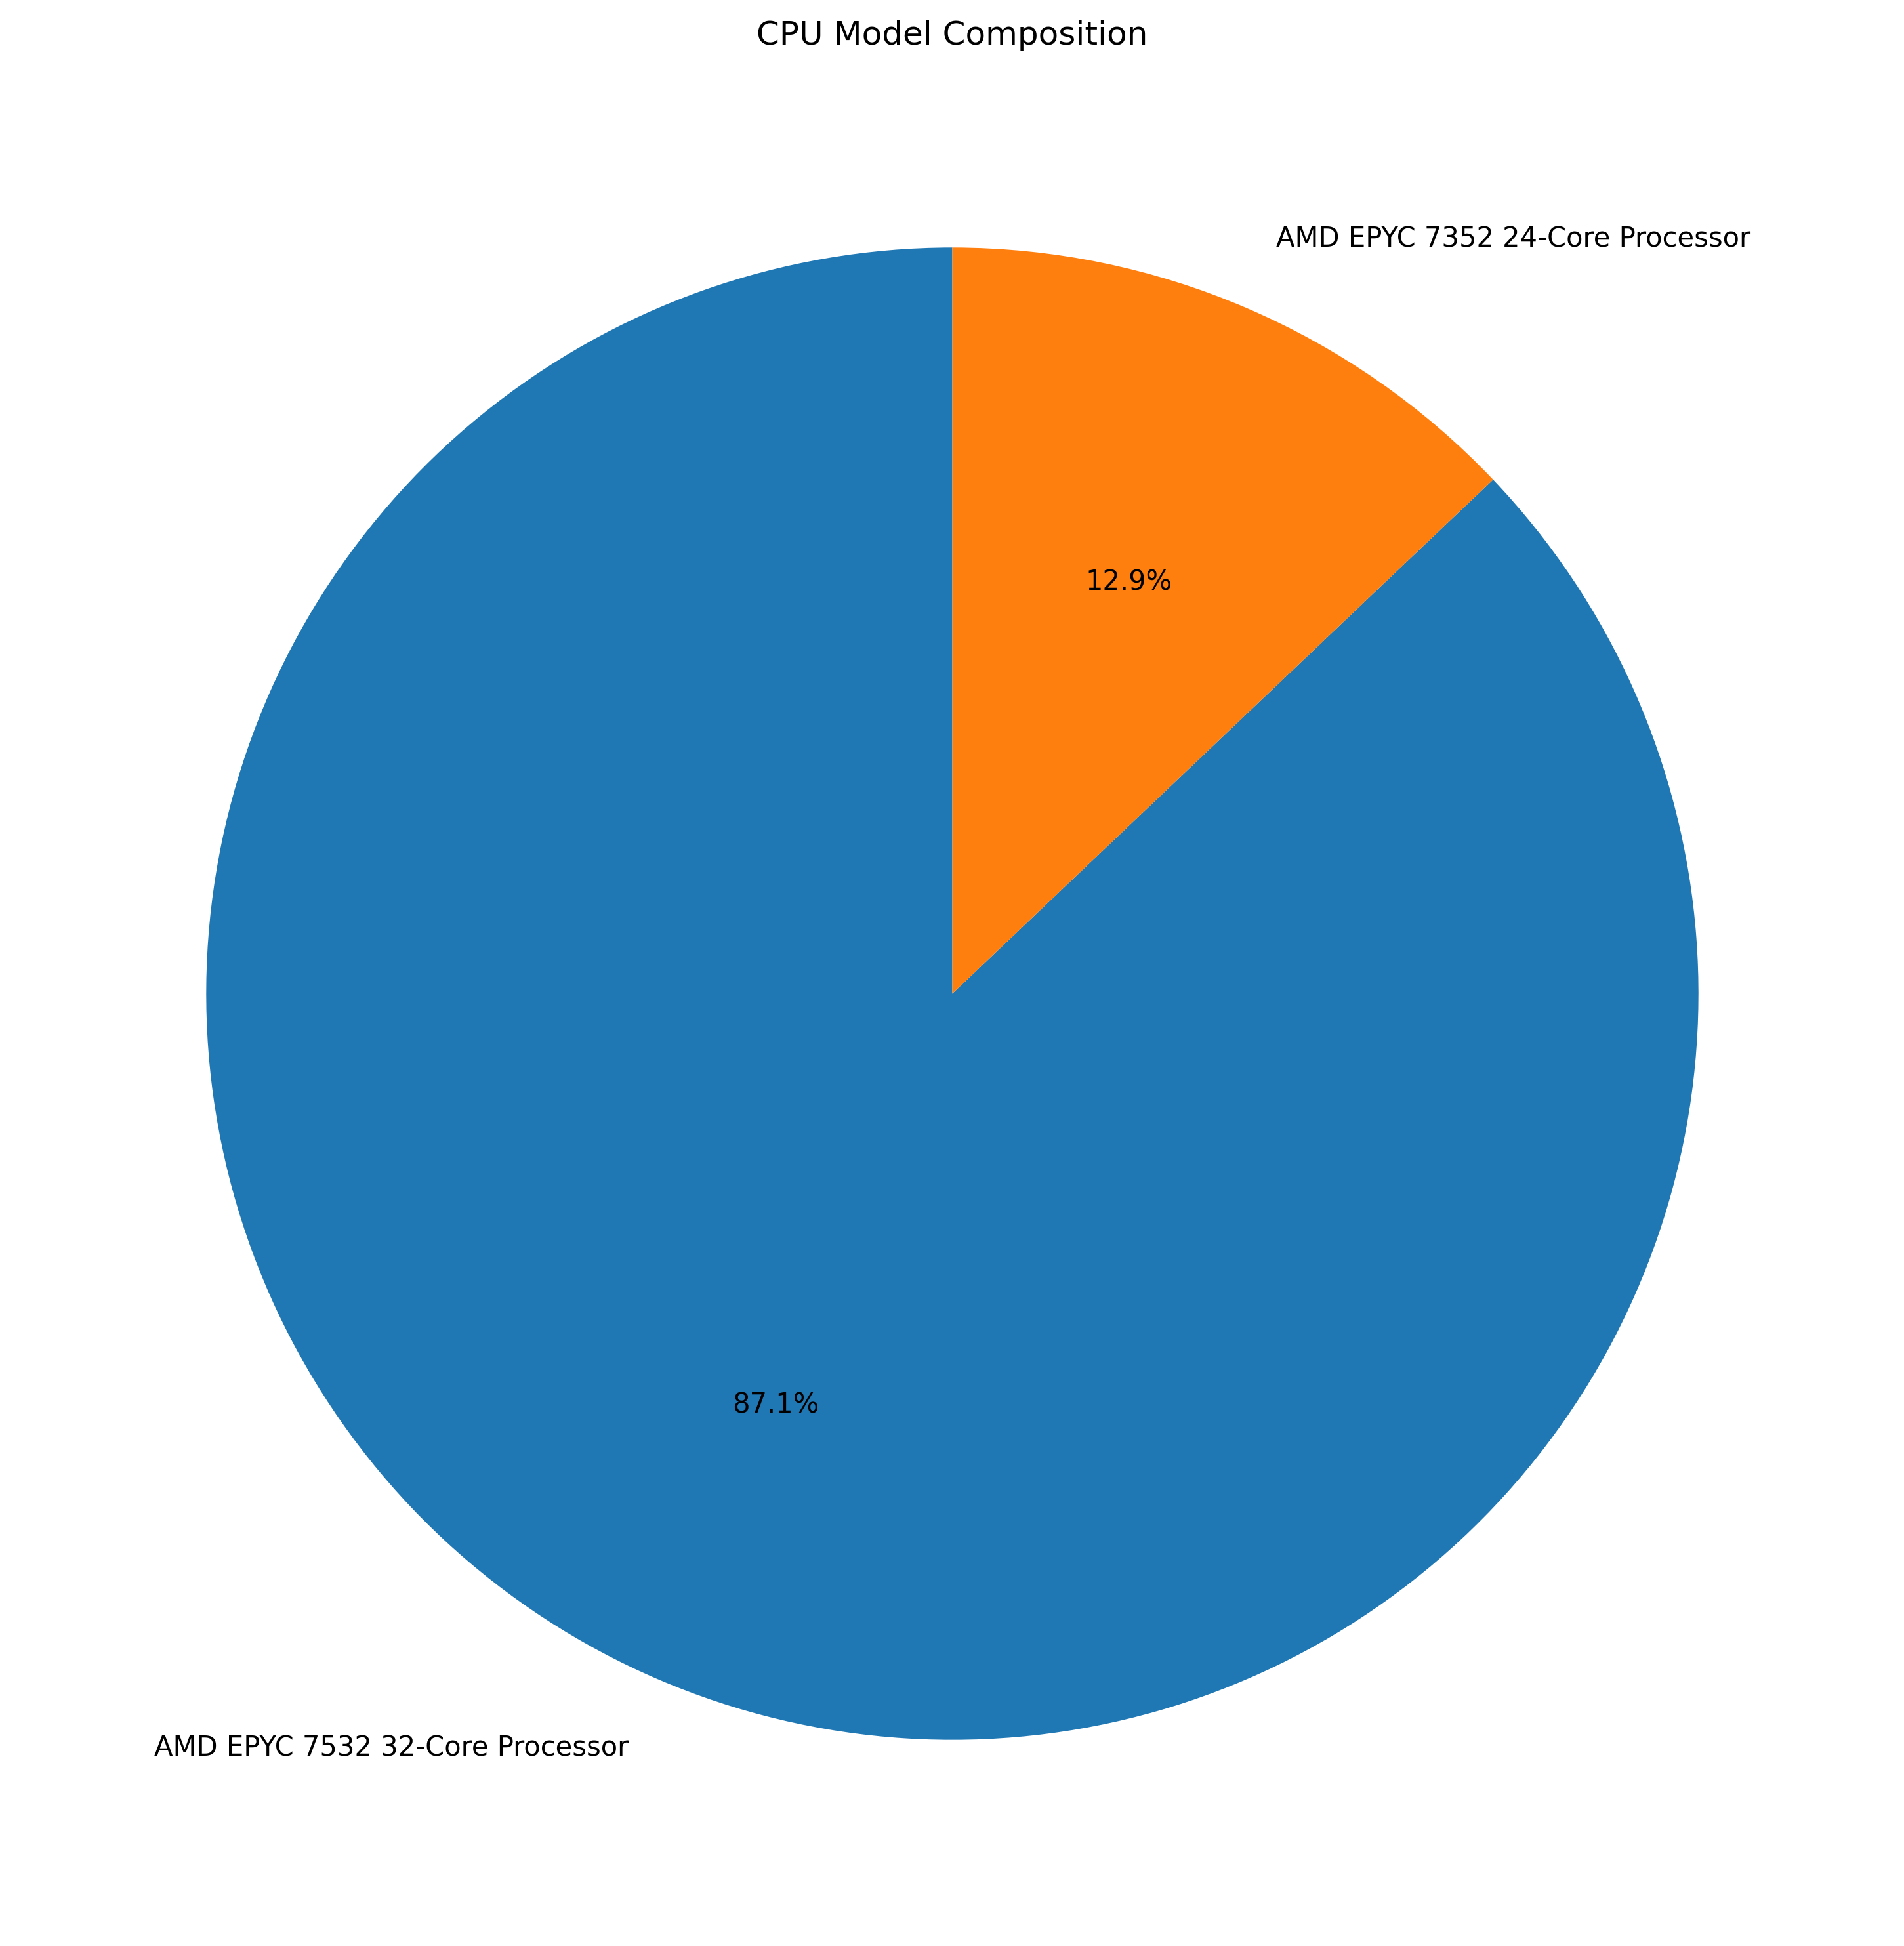 CPU Model Composition
AMD EPYC 7352 24-Core Processor
12.9%
87.1%
AMD EPYC 7532 32-Core Processor